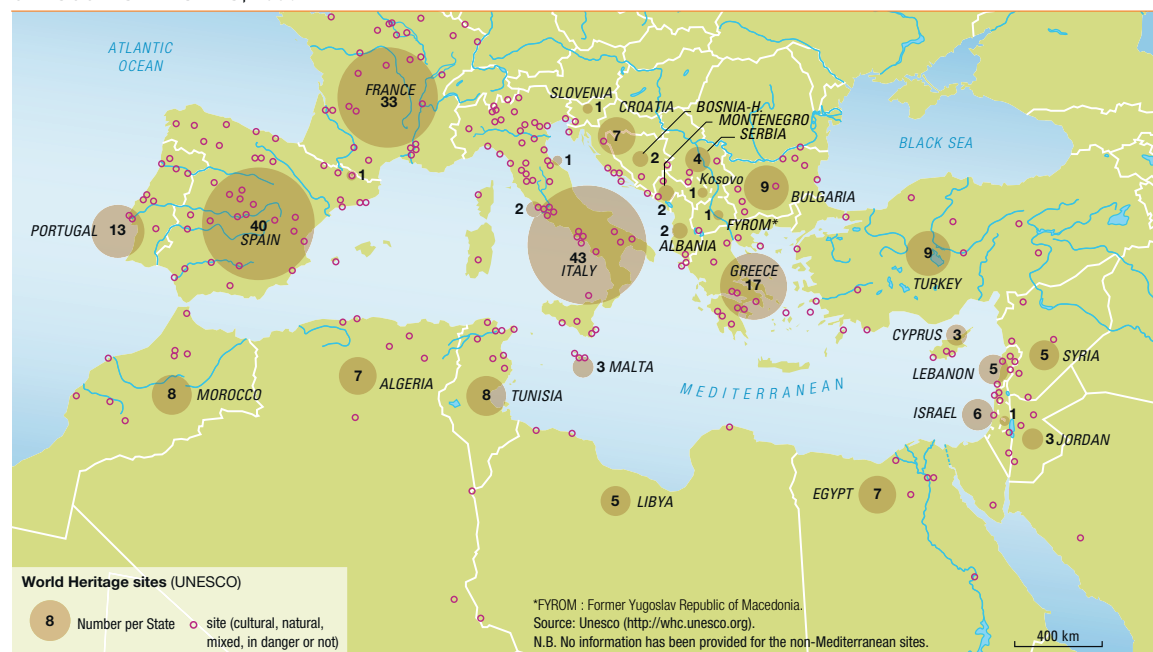 ATLANTIC
OCEAN
FRANCE
33
SLOVENIA
1
CROATIA
7
BOSNIA-H.
2
MONTENEGRO
2
SERBIA
4
Kosovo
1
BLACK SEA
1
1
9
BULGARIA
2
PORTUGAL
13
40
SPAIN
43
ITALY
2
ALBANIA
1
FYROM*
GREECE
17
9
TURKEY
CYPRUS
3
5
SYRIA
LEBANON
5
8
MOROCCO
7
ALGERIA
8
TUNISIA
3 MALTA
MEDITERRANEAN
ISRAEL
6
1
3
JORDAN
5
LIBYA
EGYPT
7
World Heritage sites (UNESCO)
8
Number per State
site (cultural, natural,
mixed, in danger or not)
*FYROM : Former Yugoslav Republic of Macedonia.
Source: Unesco (http://whc.unesco.org).
N.B. No information has been provided for the non-Mediterranean sites.
400 km